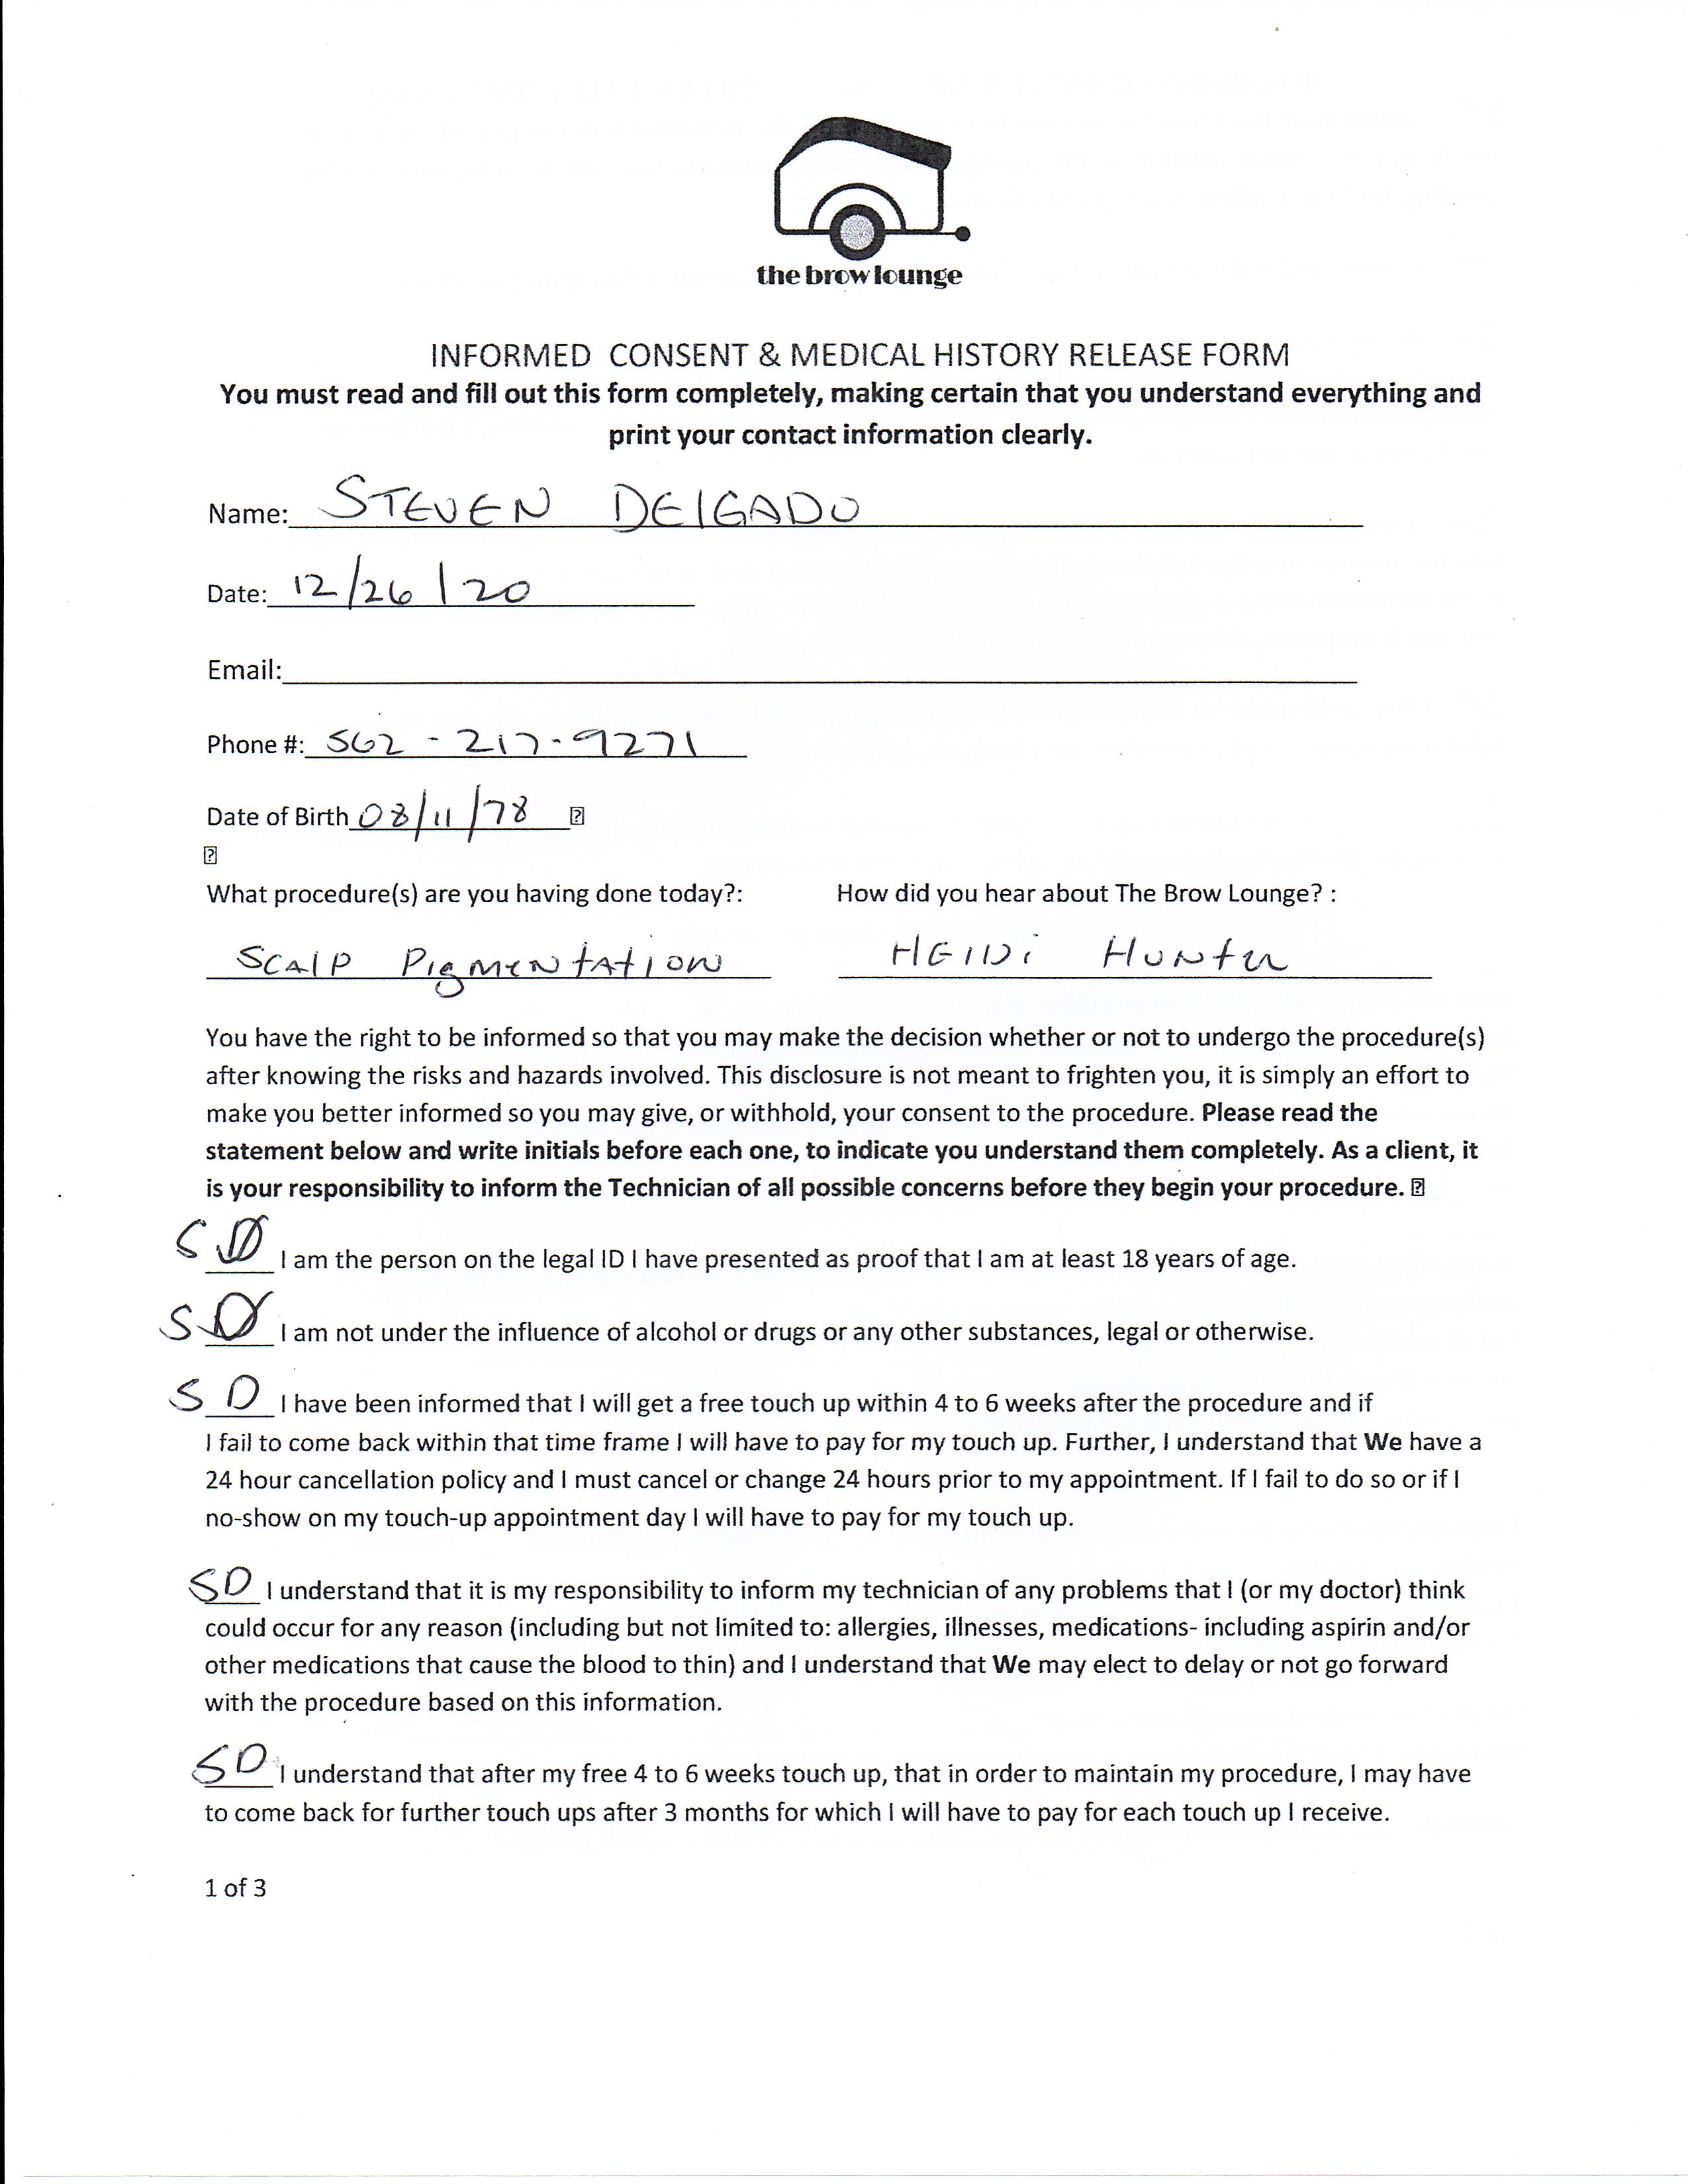 the brow lounge
INFORMED CONSENT & MEDICAL HISTORY RELEASE FORM
You must read and fill out this form completely, making certain that you understand everything and
print your contact information clearly.
Name: STEVEN DElGADO
Date: 12/26/20
Email:
Phone #: 562-217-9271
Date of Birth 08/11/78
What procedure(s) are you having done today?: How did you hear about The Brow Lounge? :
SCAlP PigmentAtion HEIDi HUNter
You have the right to be informed so that you may make the decision whether or not to undergo the procedure(s)
after knowing the risks and hazards involved. This disclosure is not meant to frighten you, it is simply an effort to
make you better informed so you may give, or withhold, your consent to the procedure. Please read the
statement below and write initials before each one, to indicate you understand them completely. As a client, it
is your responsibility to inform the Technician of all possible concerns before they begin your procedure.
SD I am the person on the legal ID I have presented as proof that I am at least 18 years of age.
SD I am not under the influence of alcohol or drugs or any other substances, legal or otherwise.
SD I have been informed that I will get a free touch up within 4 to 6 weeks after the procedure and if
I fail to come back within that time frame I will have to pay for my touch up. Further, I understand that We have a
24 hour cancellation policy and I must cancel or change 24 hours prior to my appointment. If I fail to do so or if I
no-show on my touch-up appointment day I will have to pay for my touch up.
SD I understand that it is my responsibility to inform my technician of any problems that I (or my doctor) think
could occur for any reason (including but not limited to: allergies, illnesses, medications- including aspirin and/or
other medications that cause the blood to thin) and I understand that We may elect to delay or not go forward
with the procedure based on this information.
SD I understand that after my free 4 to 6 weeks touch up, that in order to maintain my procedure, I may have
to come back for further touch ups after 3 months for which I will have to pay for each touch up I receive.
1 of 3